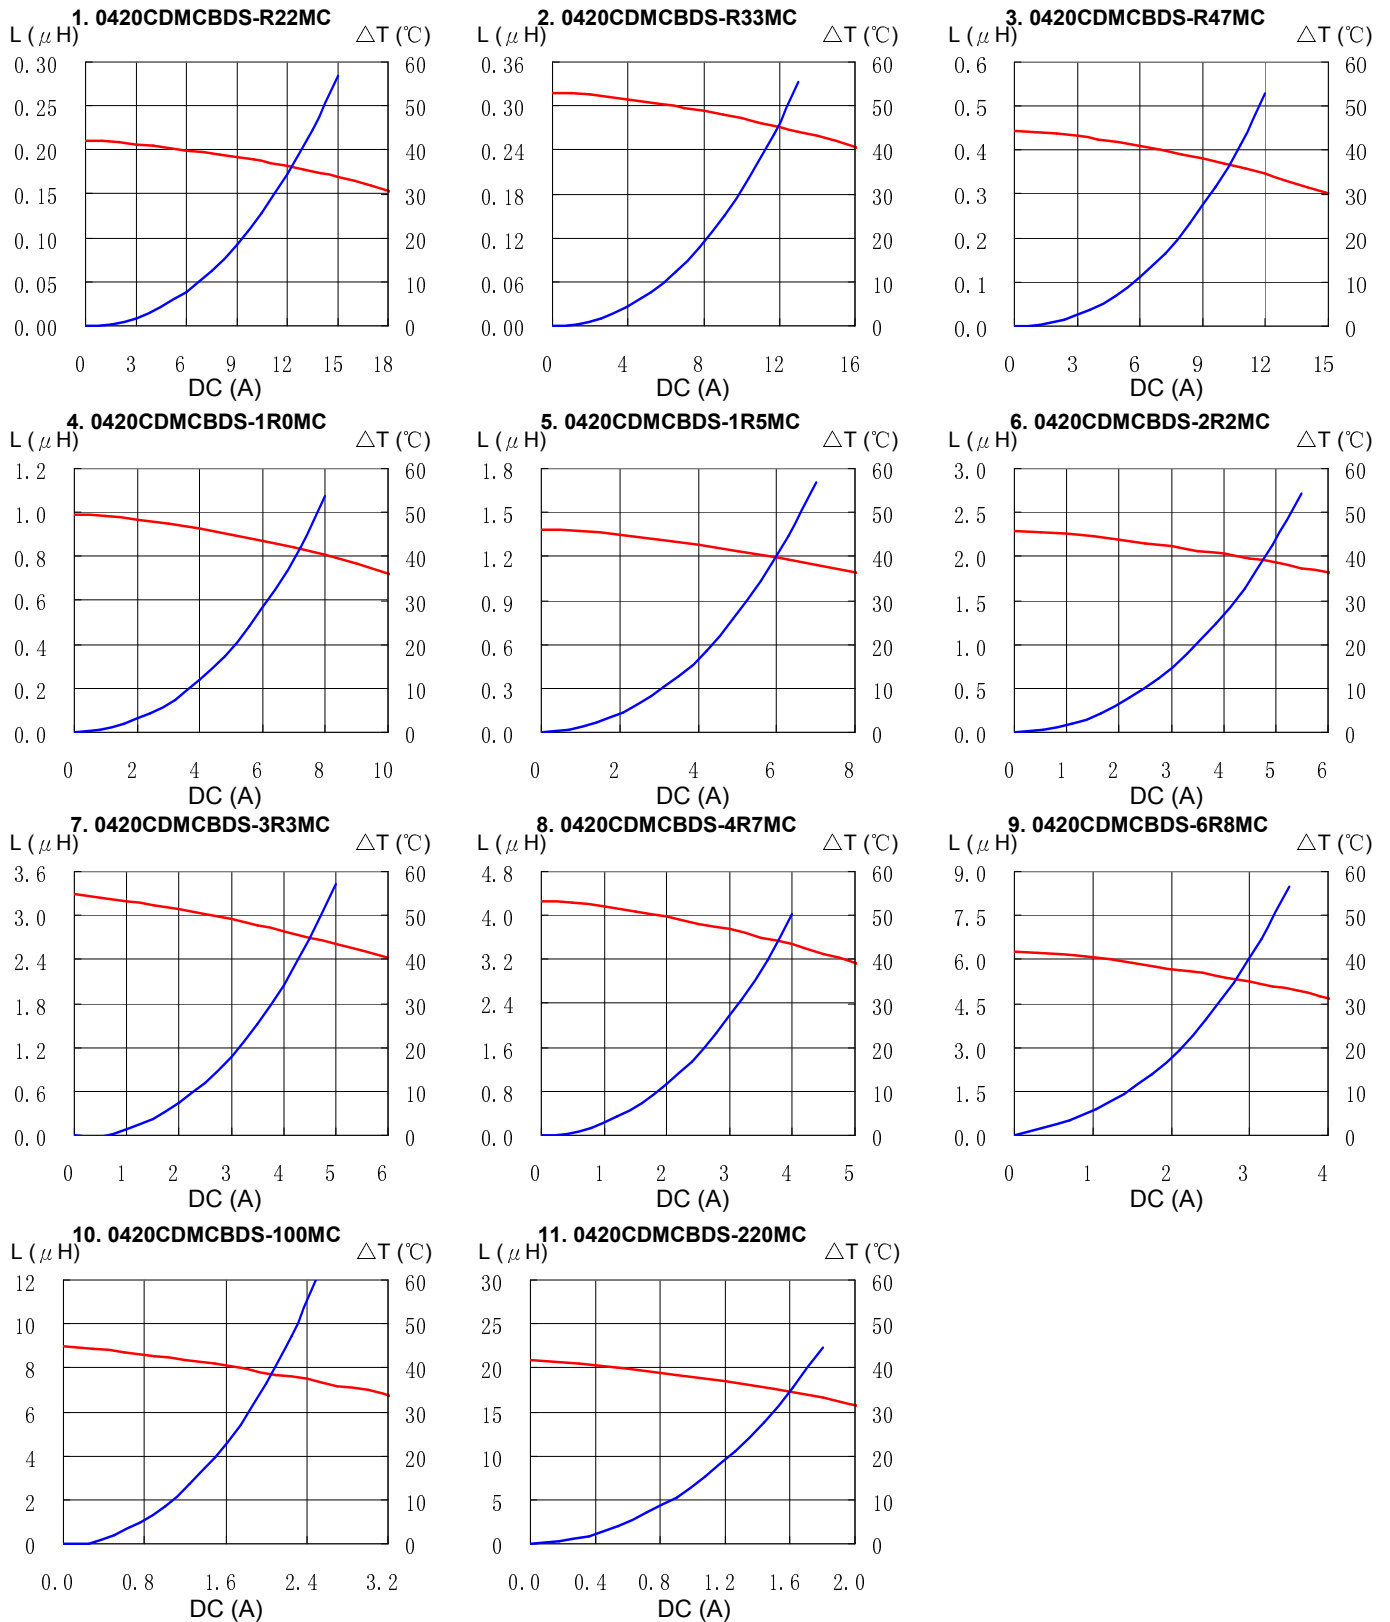 1. 0420CDMCBDS-R22MC
L ( μ H) △T (℃)
0.30 60
0.25 50
0.20 40
0.15 30
0.10 20
0.05 10
0.00 0
0 3 6 9 12 15 18
DC (A)
2. 0420CDMCBDS-R33MC
L ( μ H) △T (℃)
0.36 60
0.30 50
0.24 40
0.18 30
0.12 20
0.06 10
0.00 0
0 4 8 12 16
DC (A)
3. 0420CDMCBDS-R47MC
L ( μ H) △T (℃)
0.6 60
0.5 50
0.4 40
0.3 30
0.2 20
0.1 10
0.0 0
0 3 6 9 12 15
DC (A)
4. 0420CDMCBDS-1R0MC
L ( μ H) △T (℃)
1.2 60
1.0 50
0.8 40
0.6 30
0.4 20
0.2 10
0.0 0
0 2 4 6 8 10
DC (A)
5. 0420CDMCBDS-1R5MC
L ( μ H) △T (℃)
1.8 60
1.5 50
1.2 40
0.9 30
0.6 20
0.3 10
0.0 0
0 2 4 6 8
DC (A)
6. 0420CDMCBDS-2R2MC
L ( μ H) △T (℃)
3.0 60
2.5 50
2.0 40
1.5 30
1.0 20
0.5 10
0.0 0
0 1 2 3 4 5 6
DC (A)
7. 0420CDMCBDS-3R3MC
L ( μ H) △T (℃)
3.6 60
3.0 50
2.4 40
1.8 30
1.2 20
0.6 10
0.0 0
0 1 2 3 4 5 6
DC (A)
8. 0420CDMCBDS-4R7MC
L ( μ H) △T (℃)
4.8 60
4.0 50
3.2 40
2.4 30
1.6 20
0.8 10
0.0 0
0 1 2 3 4 5
DC (A)
9. 0420CDMCBDS-6R8MC
L ( μ H) △T (℃)
9.0 60
7.5 50
6.0 40
4.5 30
3.0 20
1.5 10
0.0 0
0 1 2 3 4
DC (A)
10. 0420CDMCBDS-100MC
L ( μ H) △T (℃)
12 60
10 50
8 40
6 30
4 20
2 10
0 0
0.0 0.8 1.6 2.4 3.2
DC (A)
11. 0420CDMCBDS-220MC
L ( μ H) △T (℃)
30 60
25 50
20 40
15 30
10 20
5 10
0 0
0.0 0.4 0.8 1.2 1.6 2.0
DC (A)